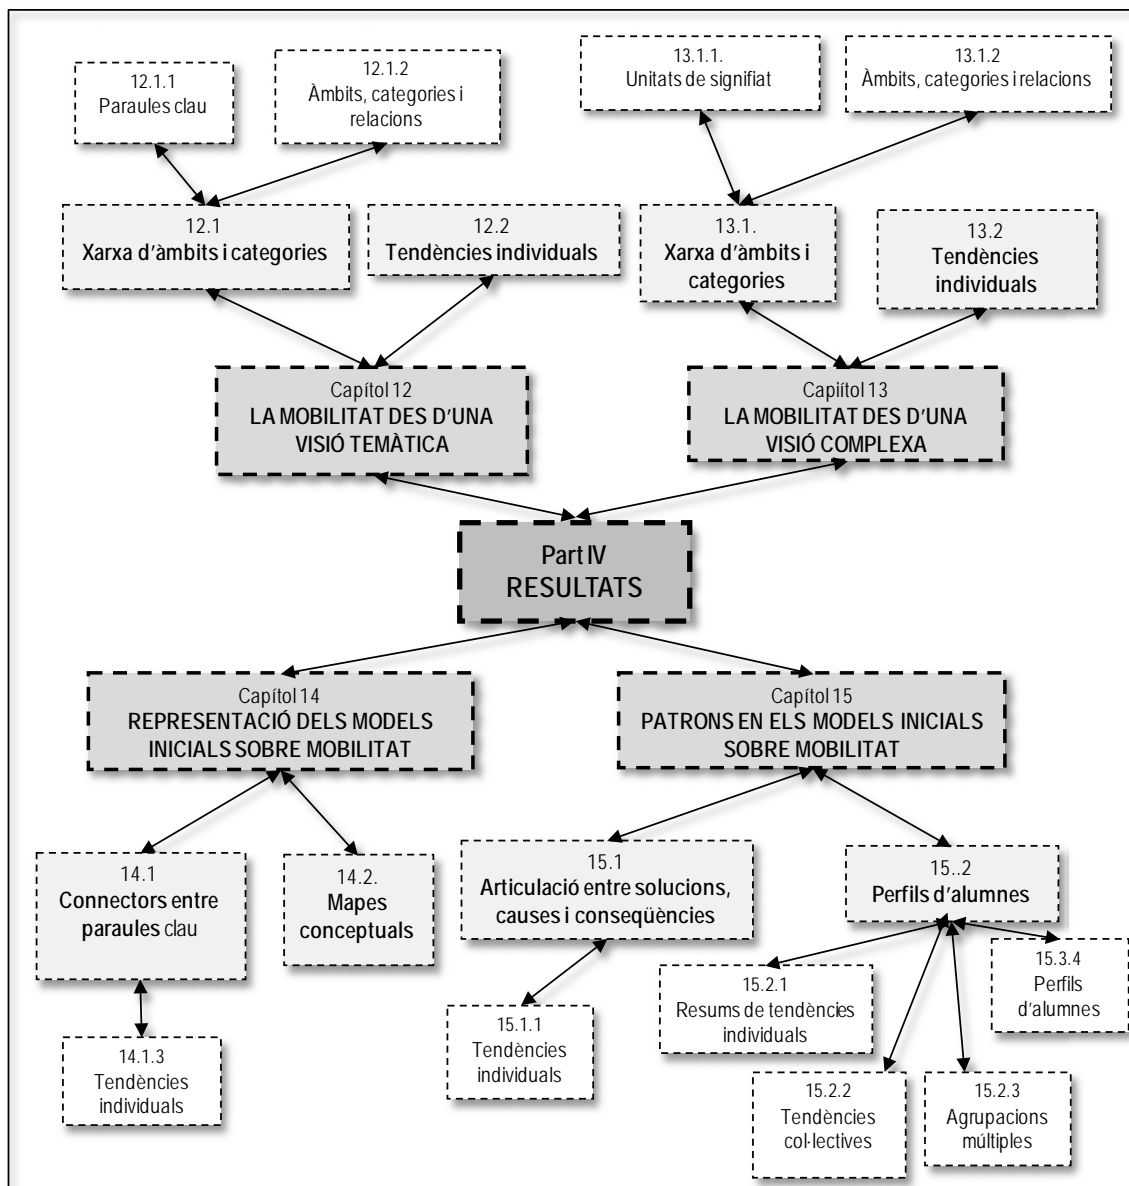 12.1.1
Paraules clau
12.1.2
Àmbits, categories i
relacions
13.1.1.
Unitats de signifiat
13.1.2
Àmbits, categories i relacions
12.1
Xarxa d'àmbits i categories
12.2
Tendències individuals
13.1.
Xarxa d'àmbits i
categories
13.2
Tendències
individuals
Capítol 12
LA MOBILITAT DES D'UNA
VISIÓ TEMÀTICA
Capíitol 13
LA MOBILITAT DES D'UNA
VISIÓ COMPLEXA
Part IV
RESULTATS
Capítol 14
REPRESENTACIÓ DELS MODELS
INICIALS SOBRE MOBILITAT
Capítol 15
PATRONS EN ELS MODELS INICIALS
SOBRE MOBILITAT
14.1
Connectors entre
paraules clau
14.2.
Mapes
conceptuals
15.1
Articulació entre solucions,
causes i conseqüències
15..2
Perfils d'alumnes
14.1.3
Tendències
individuals
15.1.1
Tendències
individuals
15.2.1
Resums de tendències
individuals
15.3.4
Perfils
d'alumnes
15.2.2
Tendències
col·lectives
15.2.3
Agrupacions
múltiples